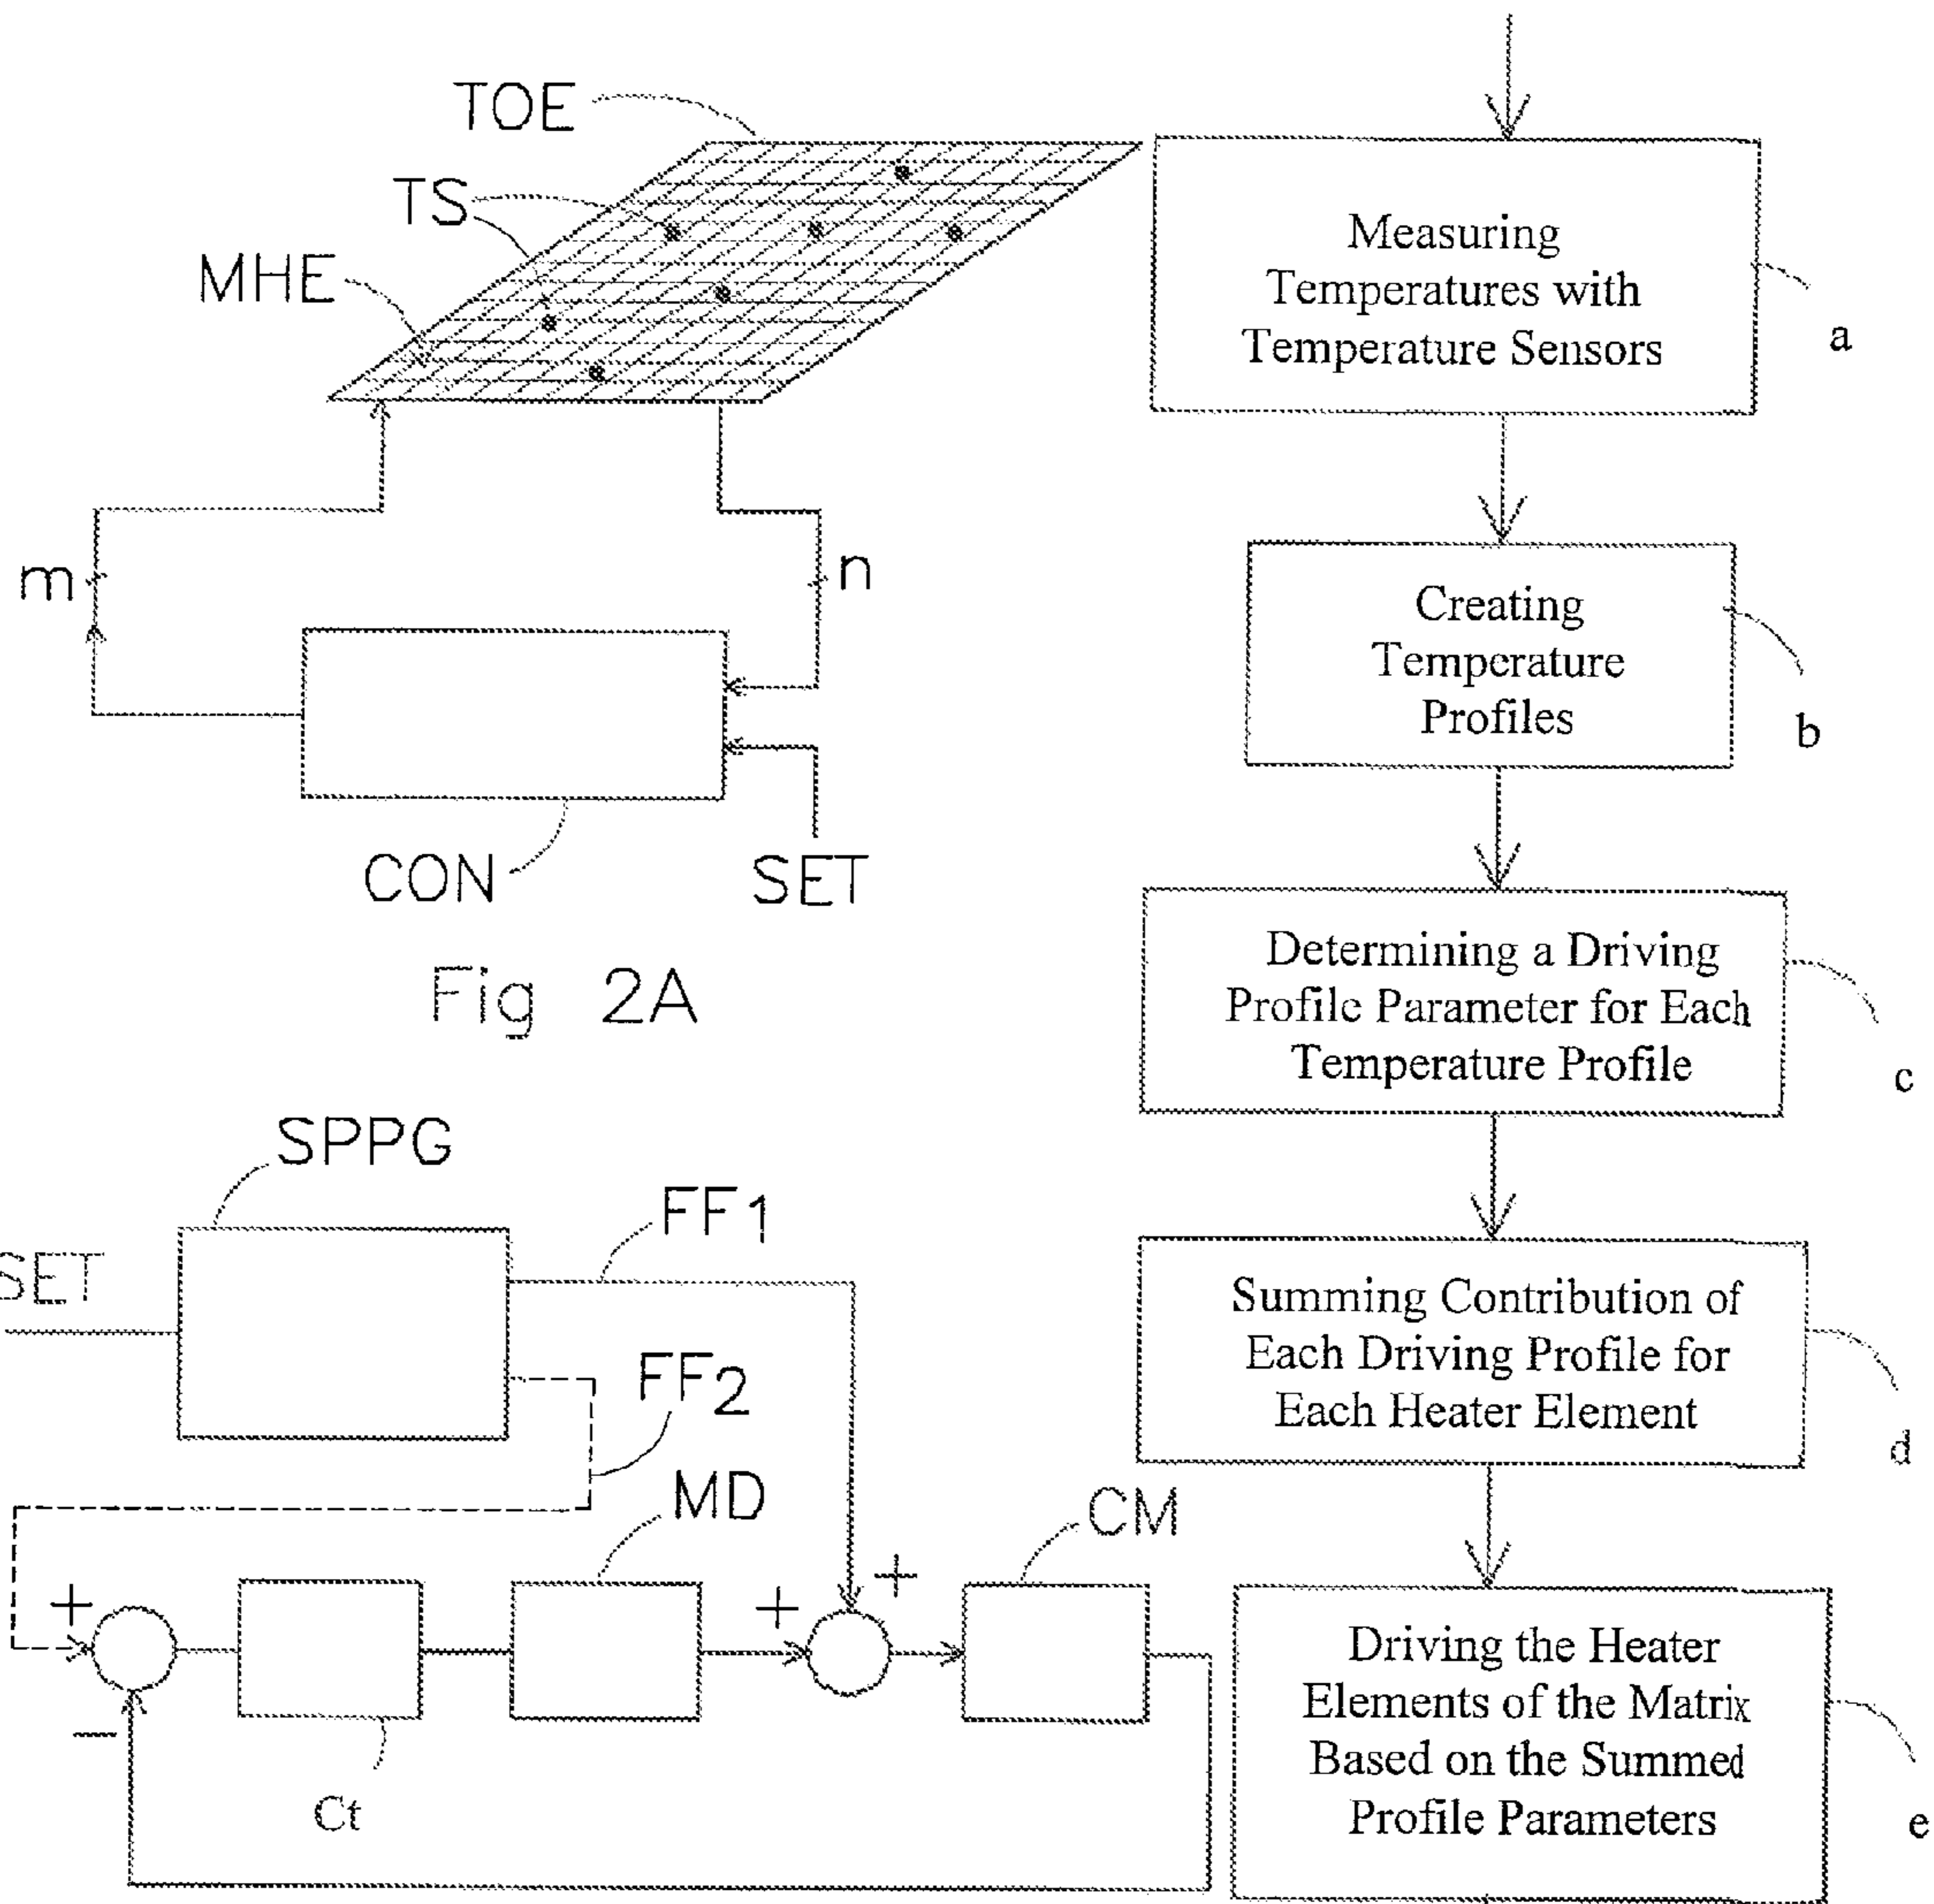 TOE
TS
MHE
m
n
CON
SET
Fig 2A
Measuring
Temperatures with
Temperature Sensors
a
Creating
Temperature
Profiles
b
Determining a Driving
Profile Parameter for Each
Temperature Profile
c
Summing Contribution of
Each Driving Profile for
Each Heater Element
d
Driving the Heater
Elements of the Matrix
Based on the Summed
Profile Parameters
e
SPPG
FF1
SET
FF2
MD
CM
+
+
+
−
Ct